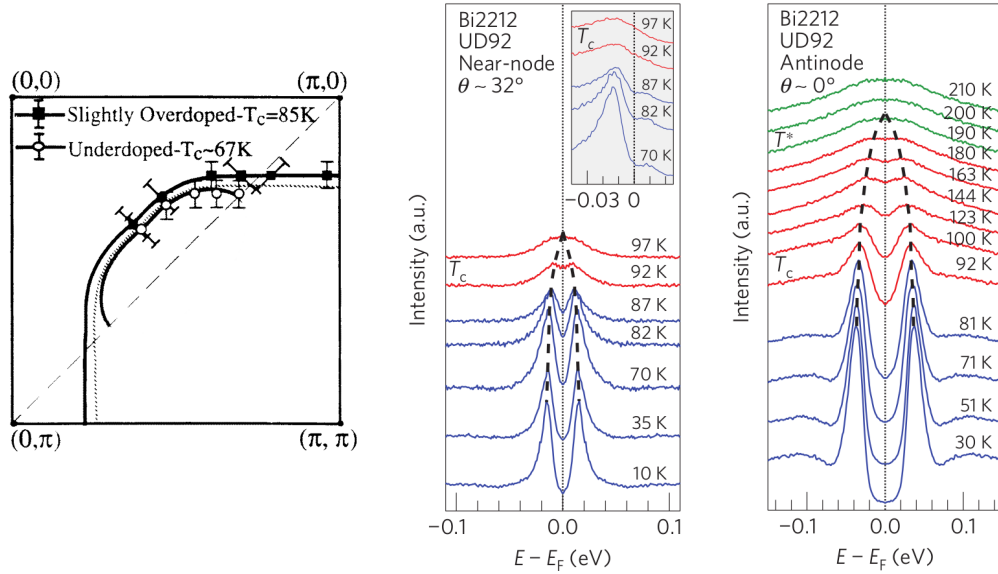 (0,0)
(π,0)
Slightly Overdoped-Tc=85K
Underdoped-Tc~67K
(0,π)
(π, π)
Bi2212
UD92
Near-node
θ ~ 32°
97 K
Tc
92 K
87 K
82 K
70 K
−0.03
0
97 K
Tc
92 K
87 K
82 K
70 K
35 K
10 K
Intensity (a.u.)
−0.1
0.0
0.1
E − EF (eV)
Bi2212
UD92
Antinode
θ ~ 0°
210 K
200 K
T*
190 K
180 K
163 K
144 K
123 K
100 K
Tc
92 K
81 K
71 K
51 K
30 K
Intensity (a.u.)
−0.1
0.0
0.1
E − EF (eV)